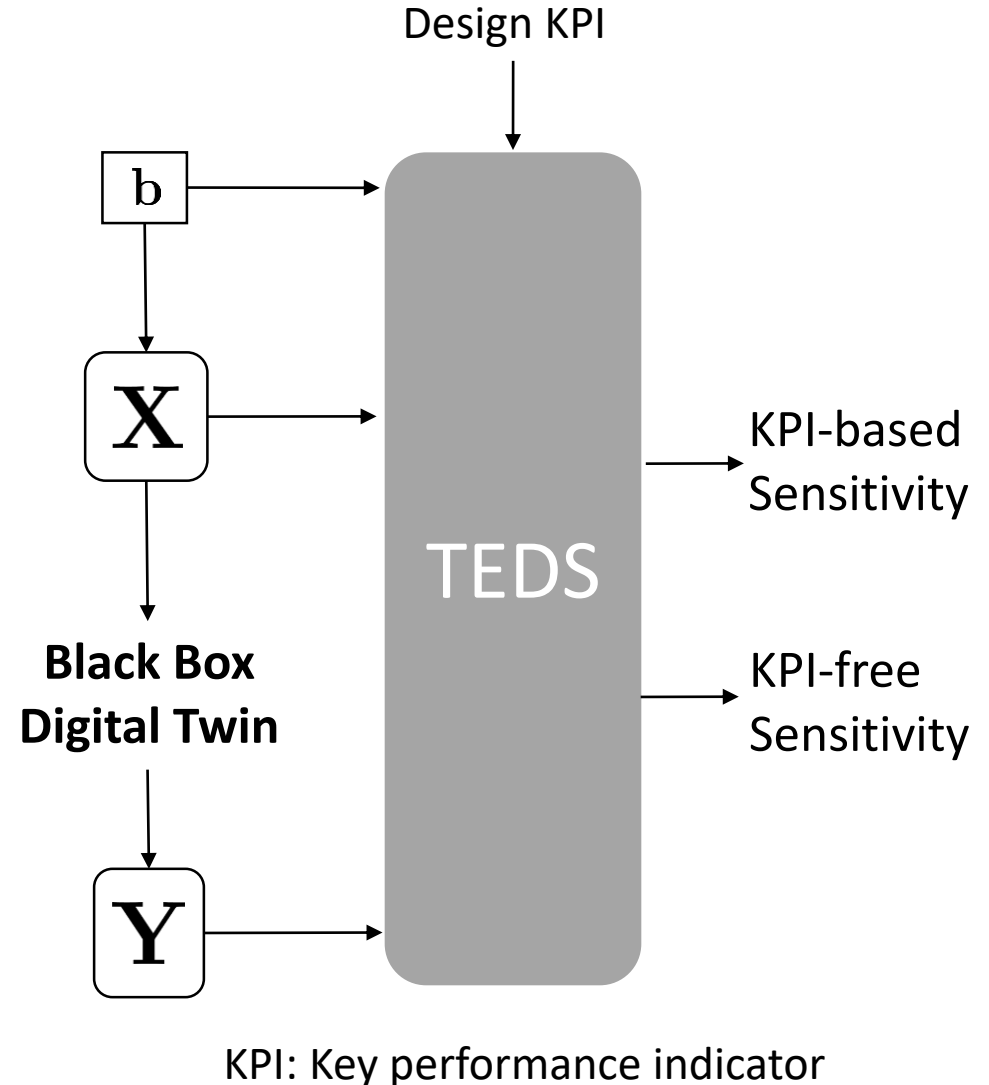 Design KPI
b
X
KPI-based
Sensitivity
TEDS
Black Box
Digital Twin
KPI-free
Sensitivity
Y
KPI: Key performance indicator